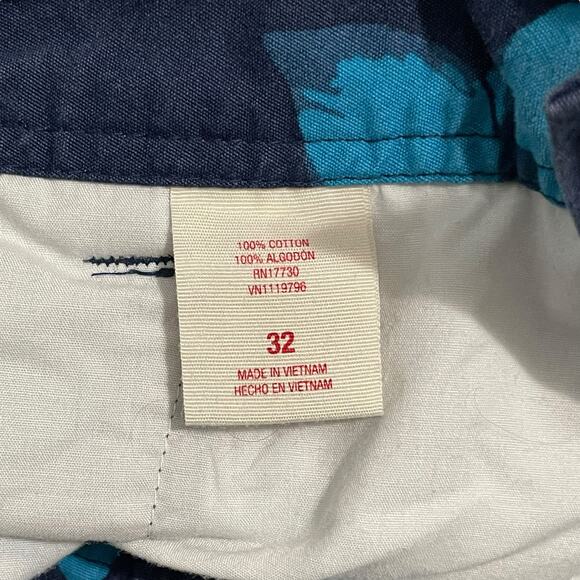 100% COTTON
100% ALGODÓN
RN17730
VN1119796
32
MADE IN VIETNAM
HECHO EN VIETNAM